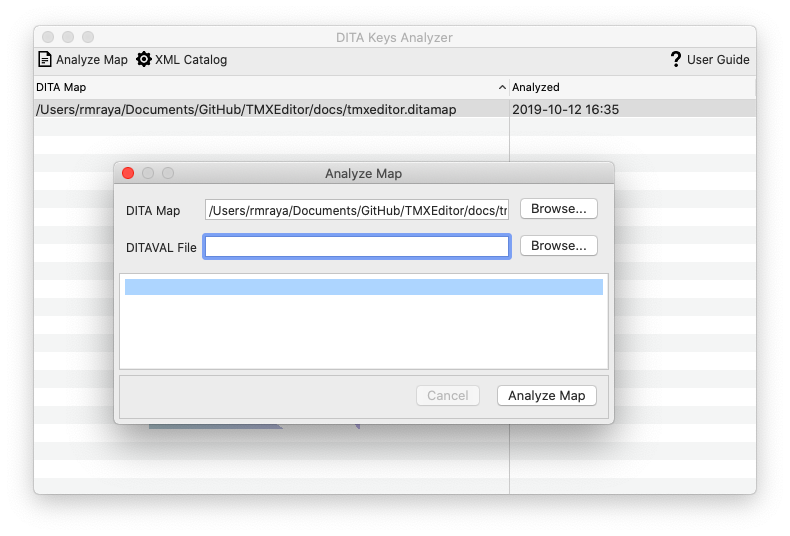 DITA Keys Analyzer
Analyze Map XML Catalog User Guide
DITA Map Analyzed
/Users/rmraya/Documents/GitHub/TMXEditor/docs/tmxeditor.ditamap 2019-10-12 16:35
Analyze Map
DITA Map /Users/rmraya/Documents/GitHub/TMXEditor/docs/tm Browse...
DITAVAL File Browse...
Cancel Analyze Map